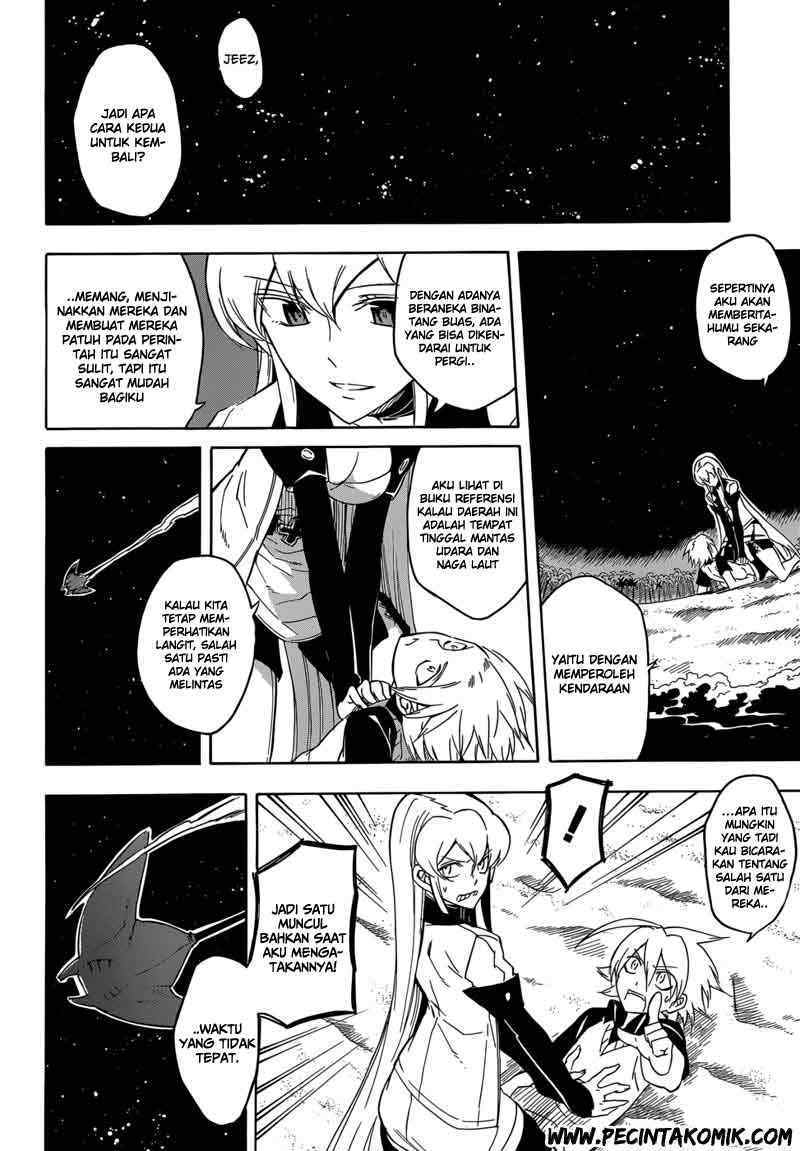 JEEZ,
JADI APA
CARA KEDUA
UNTUK KEM-
BALI?
SEPERTINYA
AKU AKAN
MEMBERITA-
HUMU SEKA-
RANG
YAITU DENGAN
MEMPEROLEH
KENDARAAN
DENGAN ADANYA
BERANEKA BINA-
TANG BUAS, ADA
YANG BISA DIKEN-
DARAI UNTUK
PERGI..
..MEMANG, MENJI-
NAKKAN MEREKA DAN
MEMBUAT MEREKA
PATUH PADA PERIN-
TAH ITU SANGAT
SULIT, TAPI ITU
SANGAT MUDAH
BAGIKU
AKU LIHAT DI
BUKU REFERENSI
KALAU DAERAH INI
ADALAH TEMPAT
TINGGAL MANTAS
UDARA DAN
NAGA LAUT
KALAU KITA
TETAP MEM-
PERHATIKAN
LANGIT, SALAH
SATU PASTI
ADA YANG
MELINTAS
...APA ITU
MUNGKIN
YANG TADI
KAU BICARA-
KAN TENTANG
SALAH SATU
DARI ME-
REKA..
!
JADI SATU
MUNCUL
BAHKAN SAAT
AKU MENGA-
TAKANNYA!
..WAKTU
YANG TIDAK
TEPAT.
WWW.PECINTAKOMIK.COM